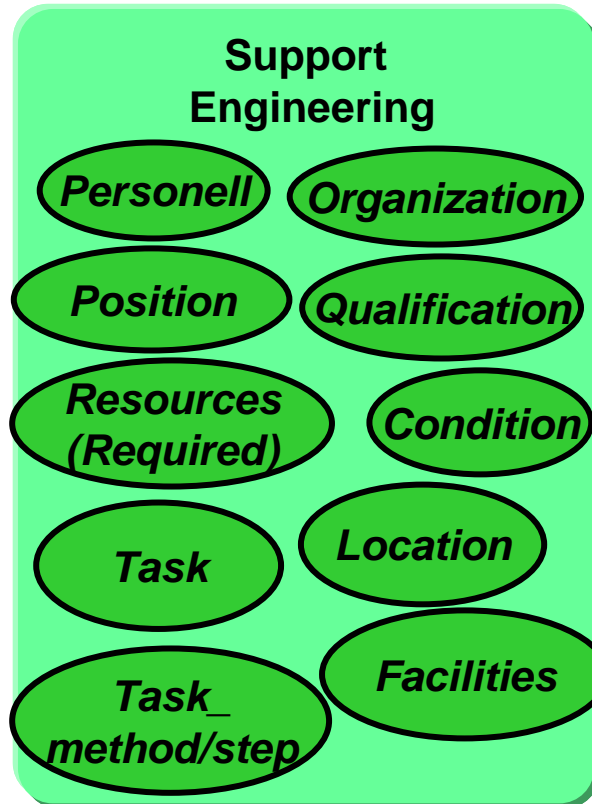 Support
Engineering
Personell
Organization
Position
Qualification
Resources
(Required)
Condition
Task
Location
Task_
method/step
Facilities